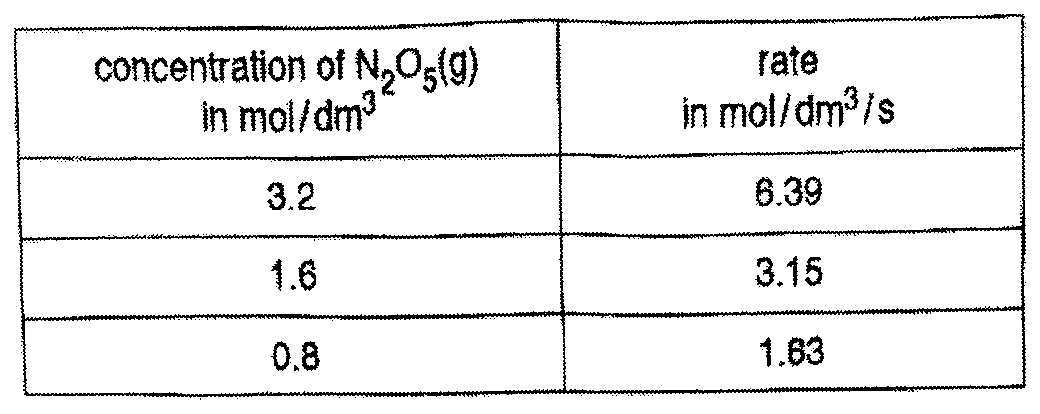 concentration of N₂O₅(g)
in mol/dm³
rate
in mol/dm³/s
3.2
6.39
1.6
3.15
0.8
1.63